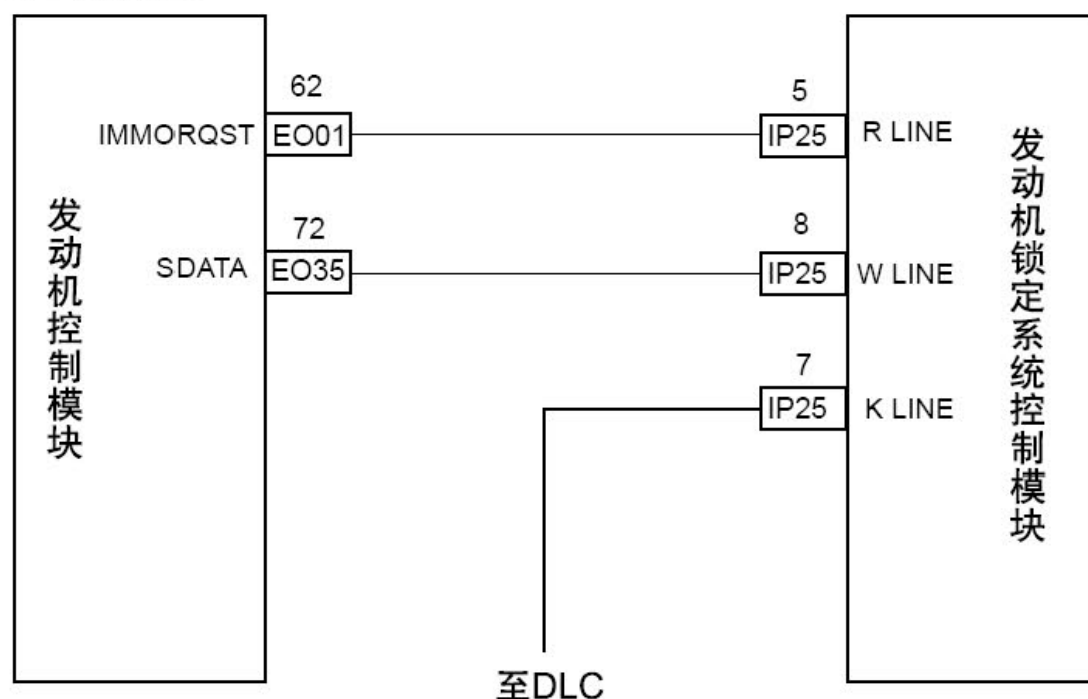 发动机控制模块
IMMORQST
62
EO01
5
IP25
R LINE
SDATA
72
EO35
8
IP25
W LINE
7
IP25
K LINE
至DLC
发动机锁定系统控制模块